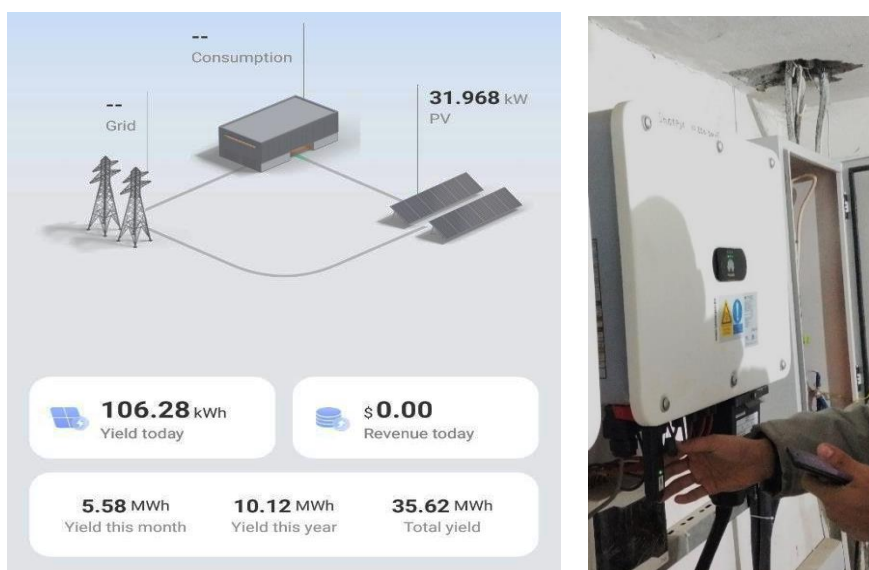 --
Consumption
--
Grid
31.968 kW
PV
106.28 kWh
Yield today
$ 0.00
Revenue today
5.58 MWh
Yield this month
10.12 MWh
Yield this year
35.62 MWh
Total yield